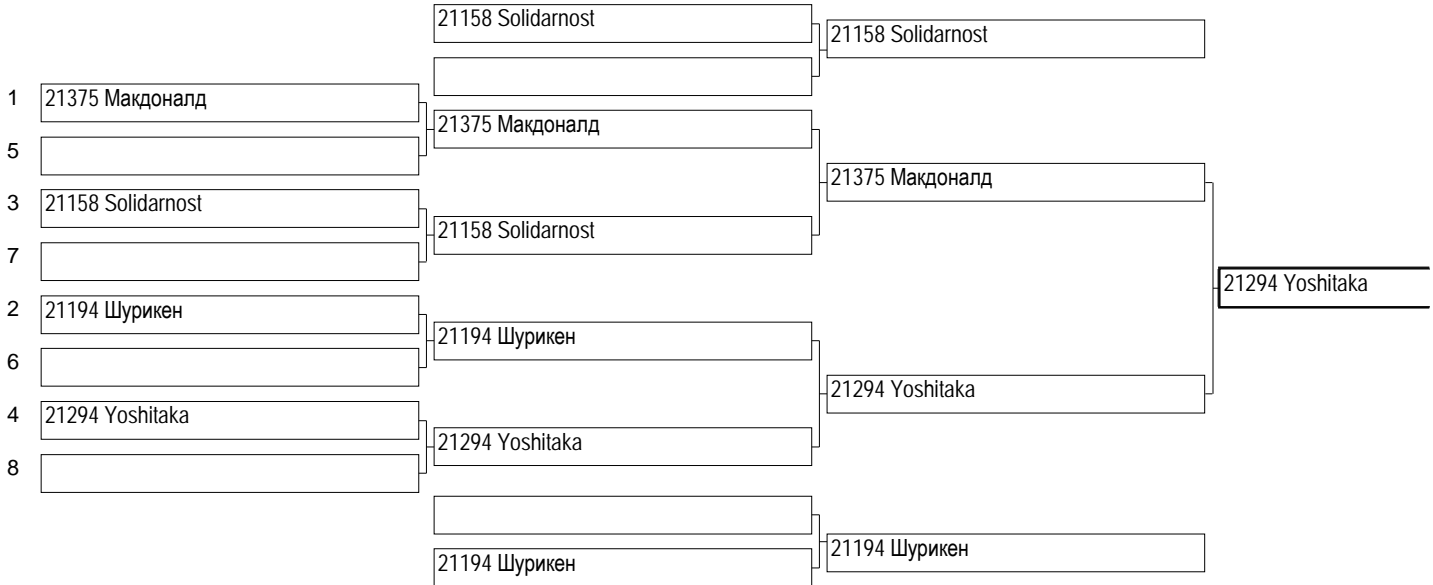 21158 Solidarnost
21158 Solidarnost
1 21375 Макдоналд
21375 Макдоналд
5
21375 Макдоналд
3 21158 Solidarnost
21158 Solidarnost
7
21294 Yoshitaka
2 21194 Шурикен
21194 Шурикен
6
21294 Yoshitaka
4 21294 Yoshitaka
21294 Yoshitaka
8
21194 Шурикен
21194 Шурикен